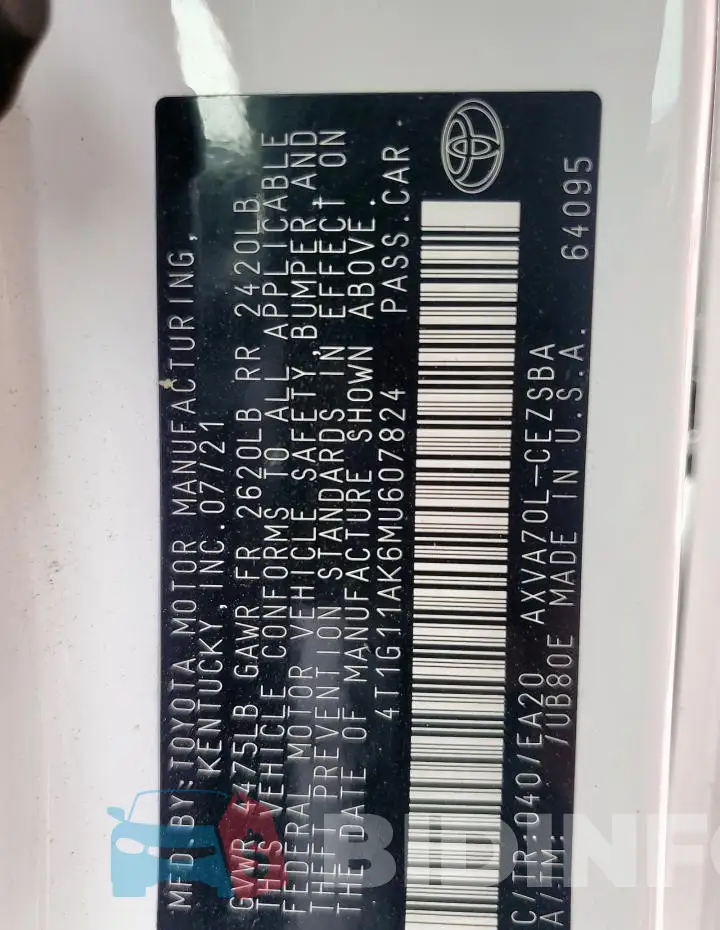 MFD. BY: TOYOTA MOTOR MANUFACTURING,
KENTUCKY, INC. 07/21
GVWR 4475LB GAWR FR 2620LB RR 2420LB
THIS VEHICLE CONFORMS TO ALL APPLICABLE
FEDERAL MOTOR VEHICLE SAFETY, BUMPER, AND
THEFT PREVENTION STANDARDS IN EFFECT ON
THE DATE OF MANUFACTURE SHOWN ABOVE.
4T1G11AK6MU607824 PASS.CAR
C/TR: 040/EA20 AXVA70L-CEZSBA
A/TM: /UB80E MADE IN U.S.A. 64095
BIDINFO